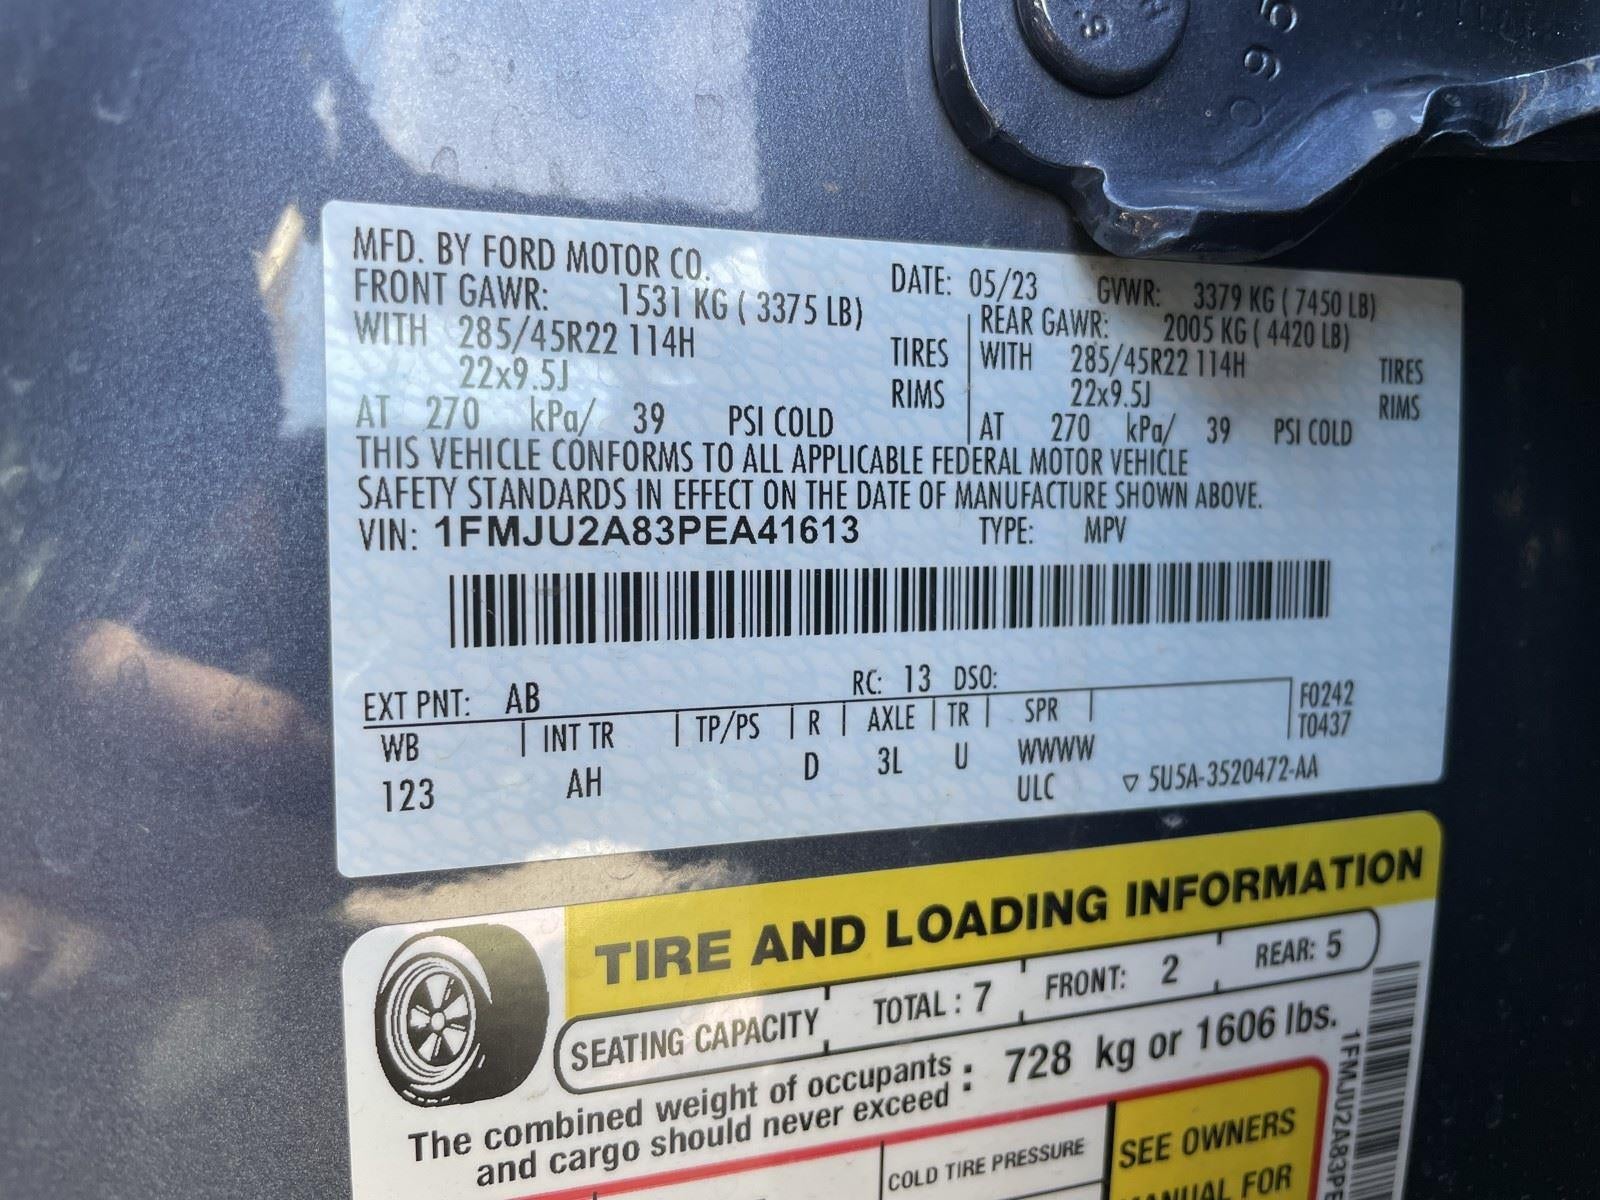 95
MFD. BY FORD MOTOR CO. DATE: 05/23 GVWR: 3379 KG ( 7450 LB)
FRONT GAWR: 1531 KG ( 3375 LB) REAR GAWR: 2005 KG ( 4420 LB)
WITH 285/45R22 114H TIRES WITH 285/45R22 114H TIRES
22x9.5J RIMS 22x9.5J RIMS
AT 270 kPa/ 39 PSI COLD AT 270 kPa/ 39 PSI COLD
THIS VEHICLE CONFORMS TO ALL APPLICABLE FEDERAL MOTOR VEHICLE
SAFETY STANDARDS IN EFFECT ON THE DATE OF MANUFACTURE SHOWN ABOVE.
VIN: 1FMJU2A83PEA41613 TYPE: MPV
EXT PNT: AB RC: 13 DSO: F0242
WB INT TR TP/PS R AXLE TR SPR T0437
123 AH D 3L U WWWW
ULC ▽ 5U5A-3520472-AA
TIRE AND LOADING INFORMATION
SEATING CAPACITY TOTAL : 7 FRONT: 2 REAR: 5
The combined weight of occupants
and cargo should never exceed : 728 kg or 1606 lbs.
COLD TIRE PRESSURE
SEE OWNERS
MANUAL FOR
1FMJU2A83PE